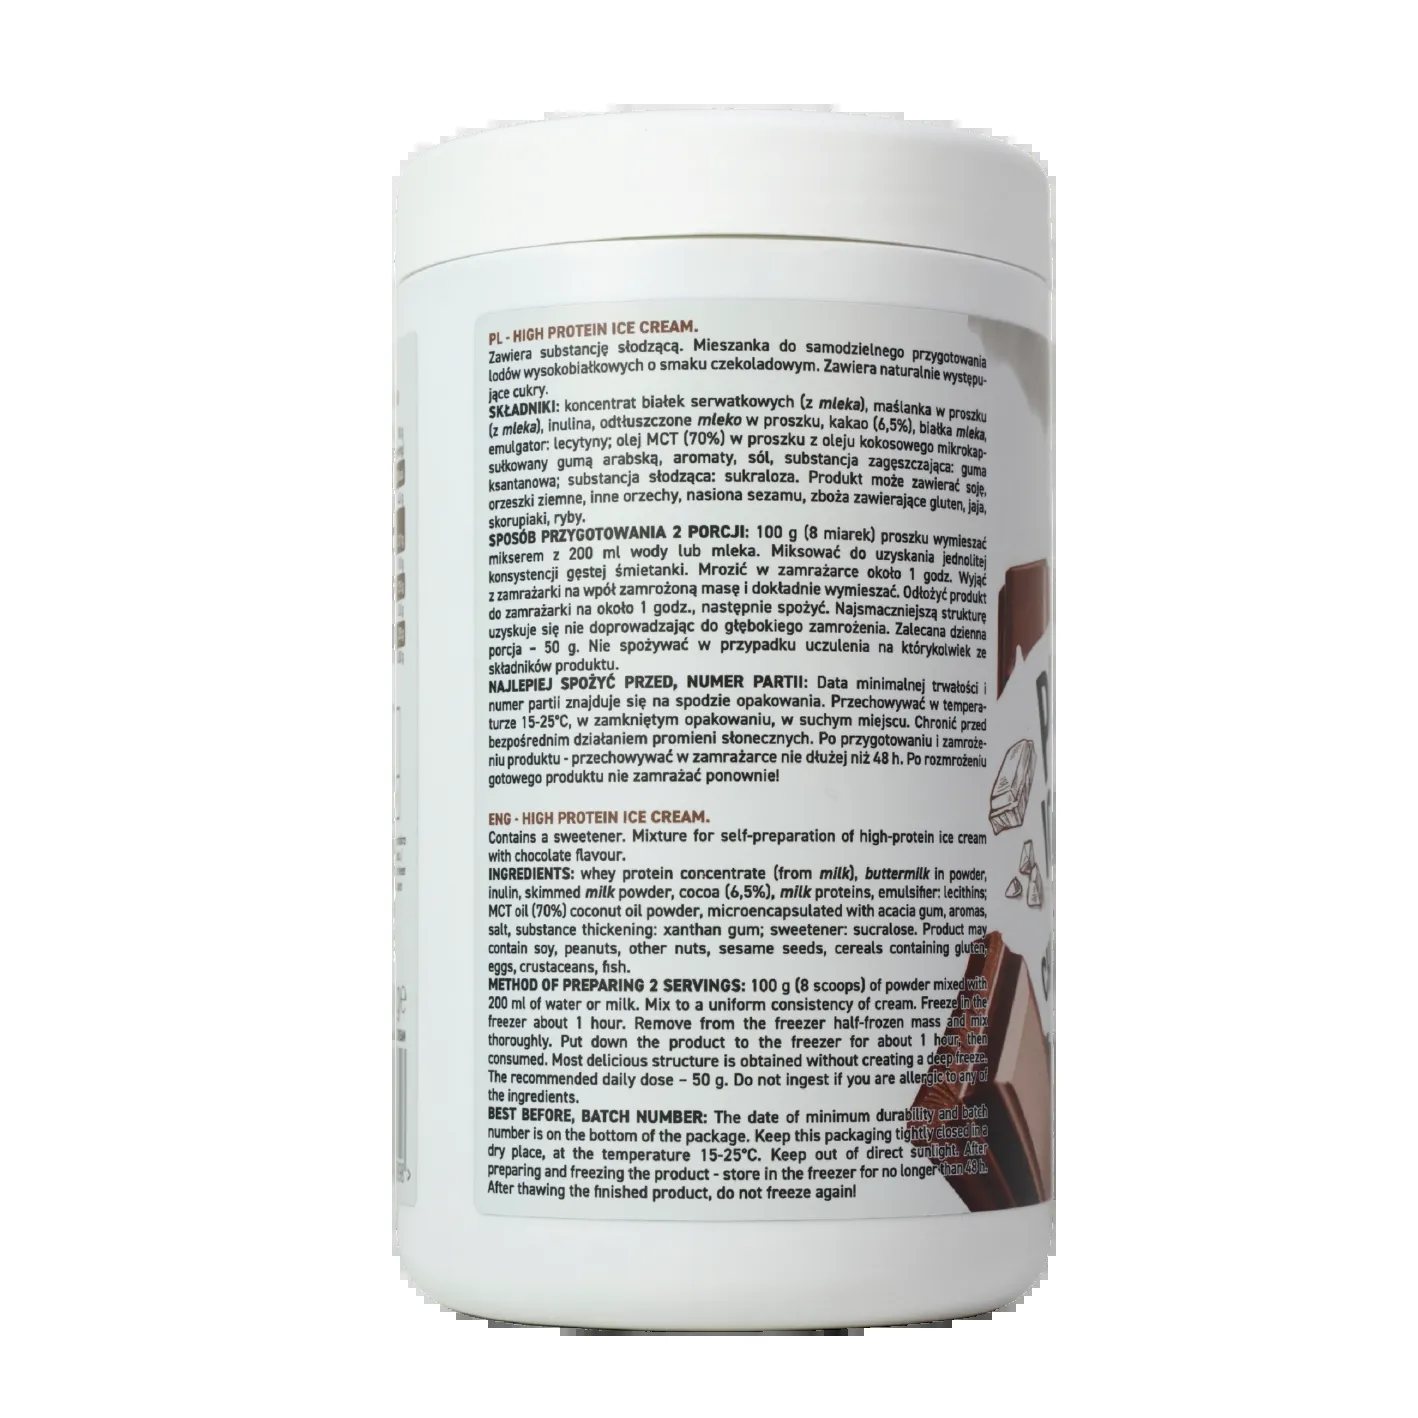 PL - HIGH PROTEIN ICE CREAM.
Zawiera substancję słodzącą. Mieszanka do samodzielnego przygotowania
lodów wysokobiałkowych o smaku czekoladowym. Zawiera naturalnie występu-
jące cukry.
SKŁADNIKI: koncentrat białek serwatkowych (z mleka), maślanka w proszku
(z mleka), inulina, odtłuszczone mleko w proszku, kakao (6,5%), białka mleka,
emulgator: lecytyny; olej MCT (70%) w proszku z oleju kokosowego mikrokap-
sułkowany gumą arabską, aromaty, sól, substancja zagęszczająca: guma
ksantanowa; substancja słodząca: sukraloza. Produkt może zawierać soję,
orzeszki ziemne, inne orzechy, nasiona sezamu, zboża zawierające gluten, jaja,
skorupiaki, ryby.
SPOSÓB PRZYGOTOWANIA 2 PORCJI: 100 g (8 miarek) proszku wymieszać
mikserem z 200 ml wody lub mleka. Miksować do uzyskania jednolitej
konsystencji gęstej śmietanki. Mrozić w zamrażarce około 1 godz. Wyjąć
z zamrażarki na wpół zamrożoną masę i dokładnie wymieszać. Odłożyć produkt
do zamrażarki na około 1 godz., następnie spożyć. Najsmaczniejszą strukturę
uzyskuje się nie doprowadzając do głębokiego zamrożenia. Zalecana dzienna
porcja – 50 g. Nie spożywać w przypadku uczulenia na którykolwiek ze
składników produktu.
NAJLEPIEJ SPOŻYĆ PRZED, NUMER PARTII: Data minimalnej trwałości i
numer partii znajduje się na spodzie opakowania. Przechowywać w tempera-
turze 15-25°C, w zamkniętym opakowaniu, w suchym miejscu. Chronić przed
bezpośrednim działaniem promieni słonecznych. Po przygotowaniu i zamroże-
niu produktu - przechowywać w zamrażarce nie dłużej niż 48 h. Po rozmrożeniu
gotowego produktu nie zamrażać ponownie!
ENG - HIGH PROTEIN ICE CREAM.
Contains a sweetener. Mixture for self-preparation of high-protein ice cream
with chocolate flavour.
INGREDIENTS: whey protein concentrate (from milk), buttermilk in powder,
inulin, skimmed milk powder, cocoa (6,5%), milk proteins, emulsifier: lecithins;
MCT oil (70%) coconut oil powder, microencapsulated with acacia gum, aromas,
salt, substance thickening: xanthan gum; sweetener: sucralose. Product may
contain soy, peanuts, other nuts, sesame seeds, cereals containing gluten,
eggs, crustaceans, fish.
METHOD OF PREPARING 2 SERVINGS: 100 g (8 scoops) of powder mixed with
200 ml of water or milk. Mix to a uniform consistency of cream. Freeze in the
freezer about 1 hour. Remove from the freezer half-frozen mass and mix
thoroughly. Put down the product to the freezer for about 1 hour, then
consumed. Most delicious structure is obtained without creating a deep freeze.
The recommended daily dose – 50 g. Do not ingest if you are allergic to any of
the ingredients.
BEST BEFORE, BATCH NUMBER: The date of minimum durability and batch
number is on the bottom of the package. Keep this packaging tightly closed in a
dry place, at the temperature 15-25°C. Keep out of direct sunlight. After
preparing and freezing the product - store in the freezer for no longer than 48 h.
After thawing the finished product, do not freeze again!